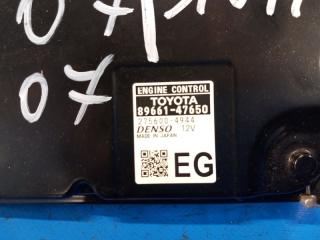 07
ENGINE CONTROL
TOYOTA
89661-47650
275600-4944
DENSO 12V
MADE IN JAPAN
EG